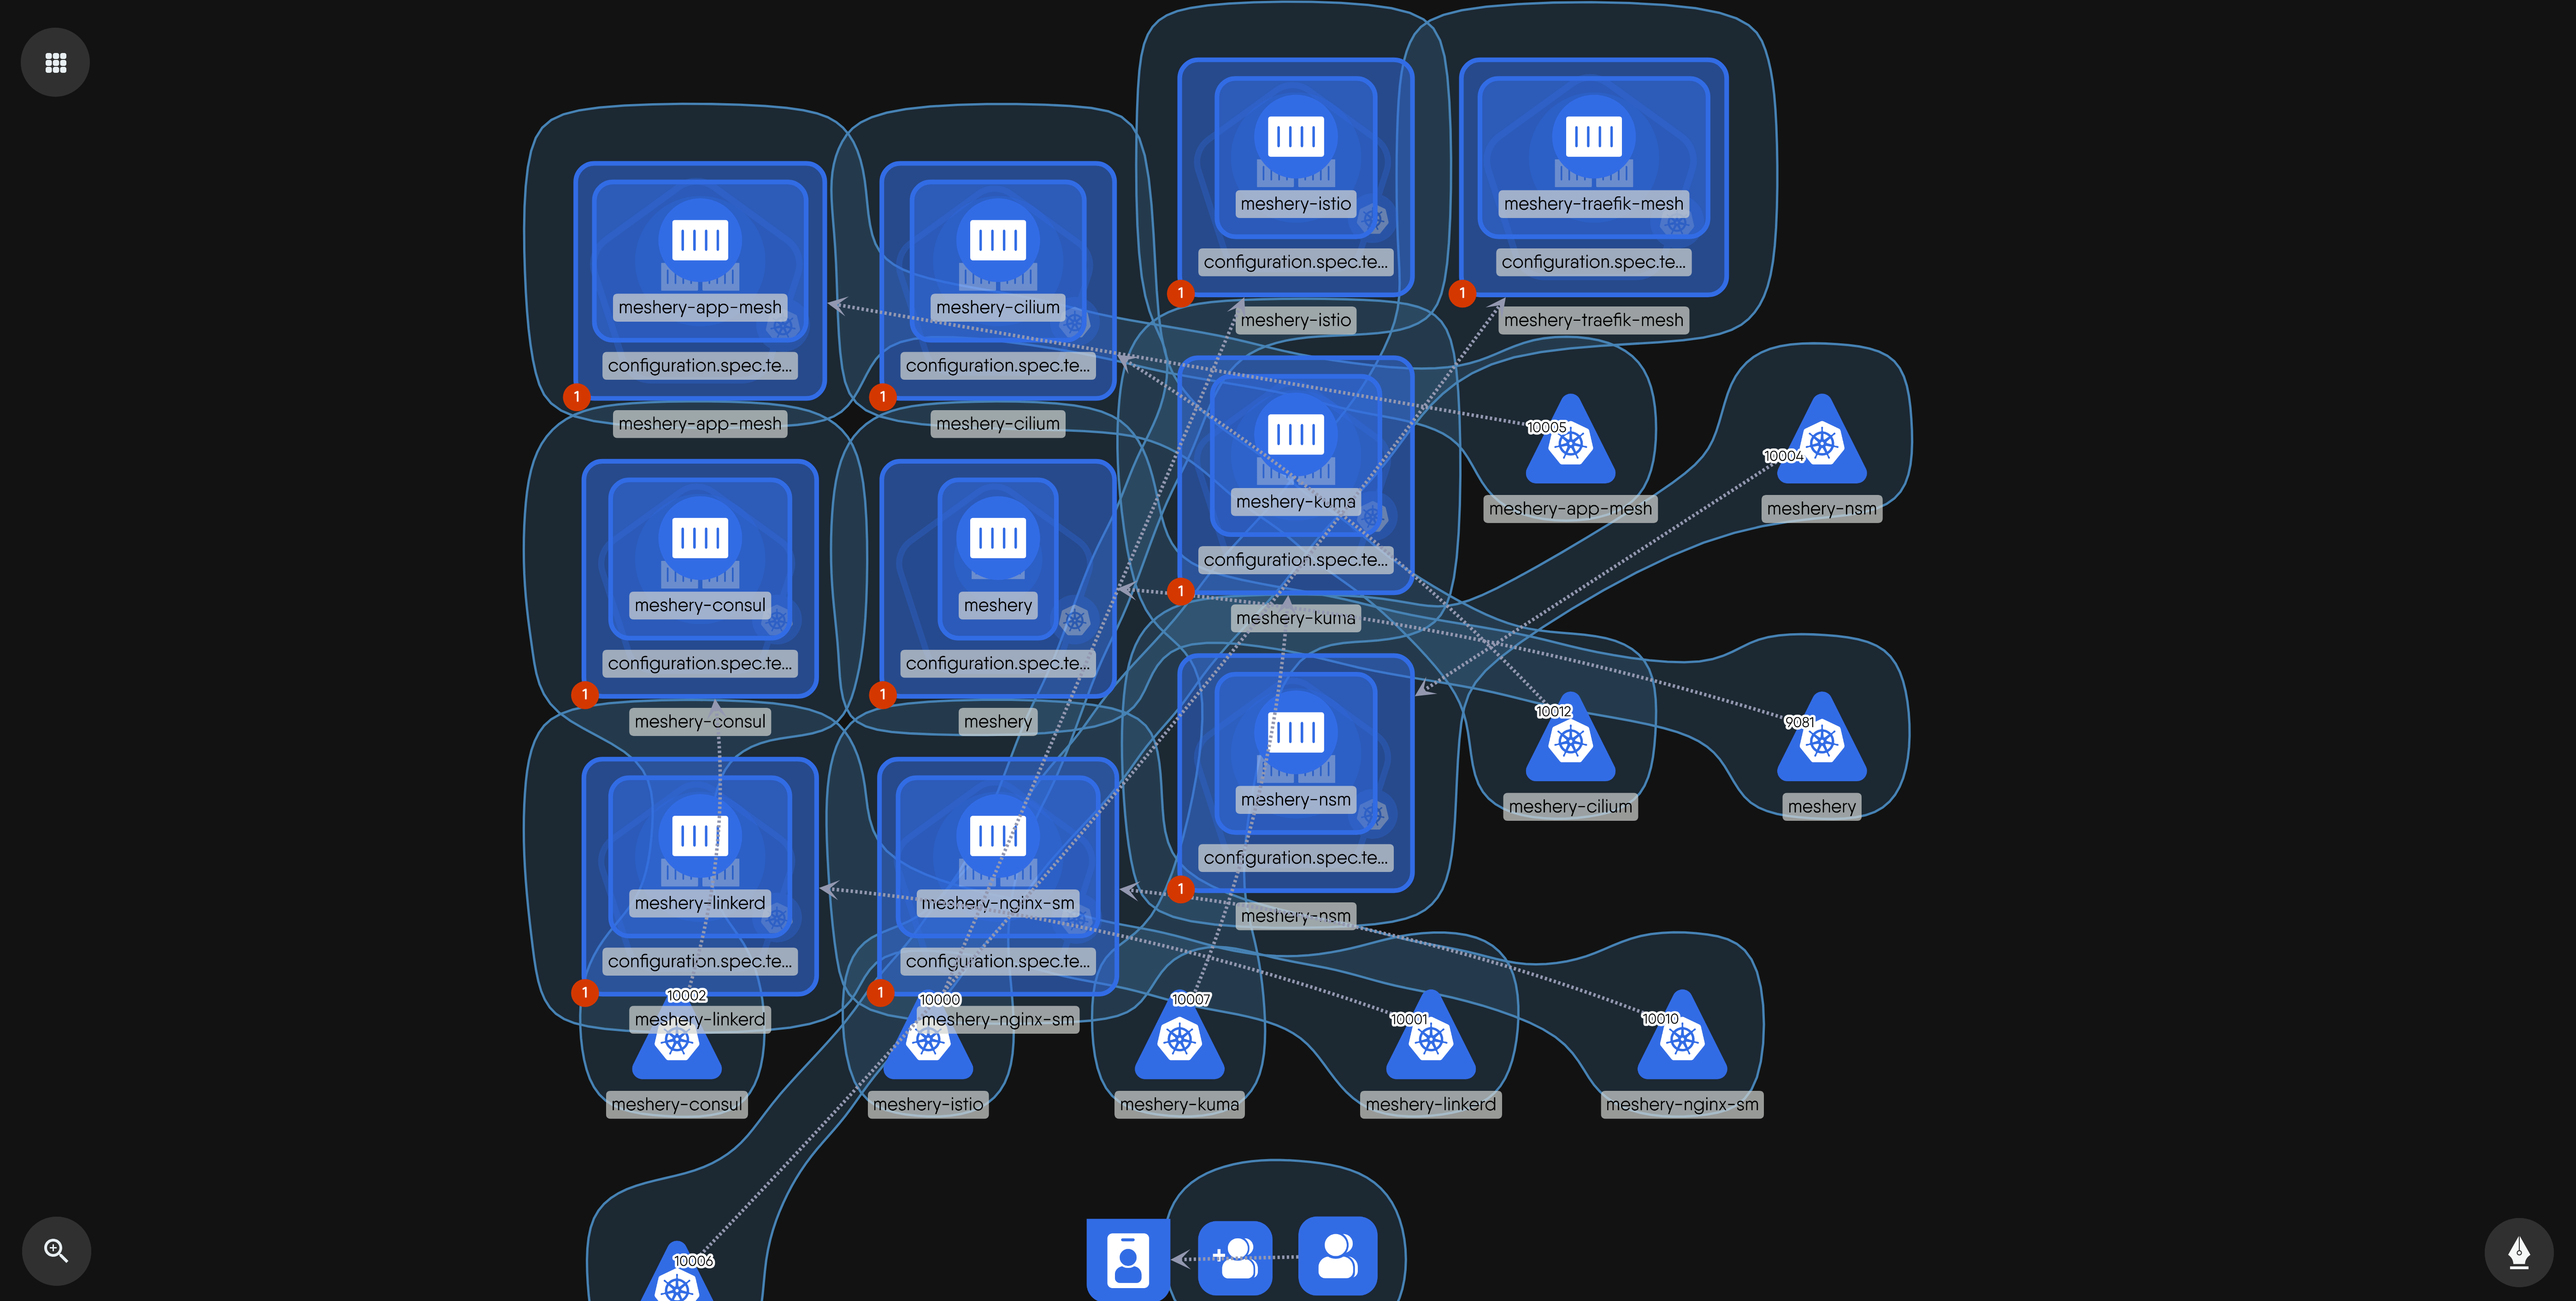 meshery-istio
configuration.spec.te...
1
meshery-istio
meshery-traefik-mesh
configuration.spec.te...
1
meshery-traefik-mesh
meshery-app-mesh
configuration.spec.te...
1
meshery-app-mesh
meshery-cilium
configuration.spec.te...
1
meshery-cilium
meshery-kuma
configuration.spec.te...
1
meshery-kuma
10005
meshery-app-mesh
10004
meshery-nsm
meshery-consul
configuration.spec.te...
1
meshery-consul
meshery
configuration.spec.te...
1
meshery
meshery-nsm
configuration.spec.te...
1
meshery-nsm
10012
meshery-cilium
9081
meshery
meshery-linkerd
configuration.spec.te...
1
meshery-linkerd
meshery-nginx-sm
configuration.spec.te...
1
meshery-nginx-sm
10002
meshery-consul
10000
meshery-istio
10007
meshery-kuma
10001
meshery-linkerd
10010
meshery-nginx-sm
10006